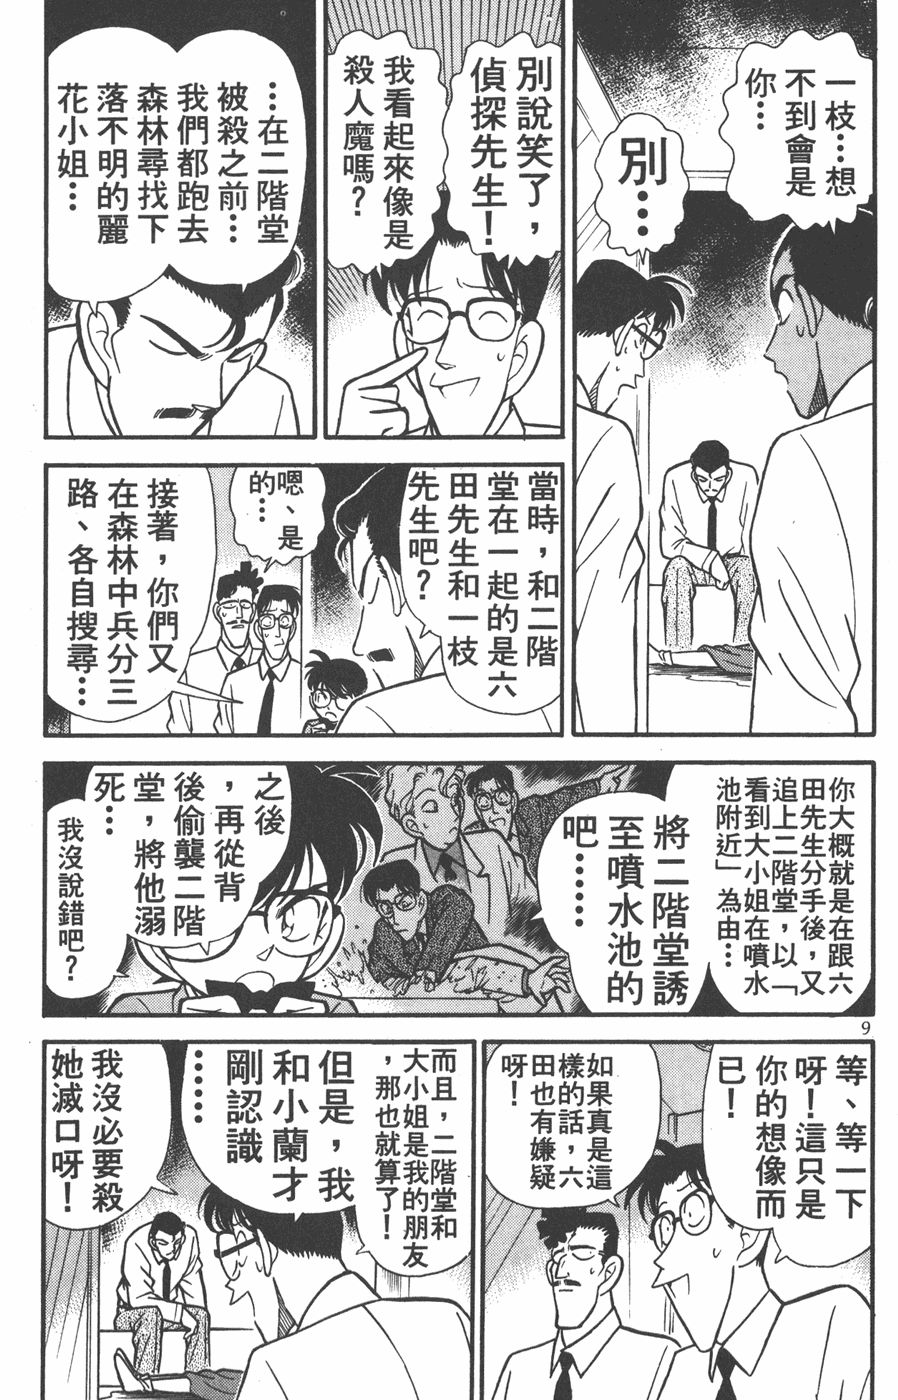 一枝…想
不到會是
你…
別…
別說笑了，
偵探先生！
我看起來像是
殺人魔嗎？
…在二階堂
被殺之前…
我們都跑去
森林尋找下
落不明的麗
花小姐…
當時，和二階
堂在一起的是六
田先生和一枝
先生吧？
嗯、是
的…
接著，你們又
在森林中兵分三
路、各自搜尋…
你大概就是在跟六
田先生分手後，又
追上二階堂，以「
看到大小姐在噴水
池附近」為由…
將二階堂誘
至噴水池的
吧……
之後
，再從背
後偷襲二階
堂，將他溺
死…
我沒說錯吧？
9
等、等一下
呀！這只是
你的想像而
已！
如果真是這
樣的話，六
田也有嫌疑
呀！
而且，二階堂和
大小姐是我的朋友
，那也就算了！
但是，我
和小蘭才
剛認識
……
我沒必要殺
她滅口呀！